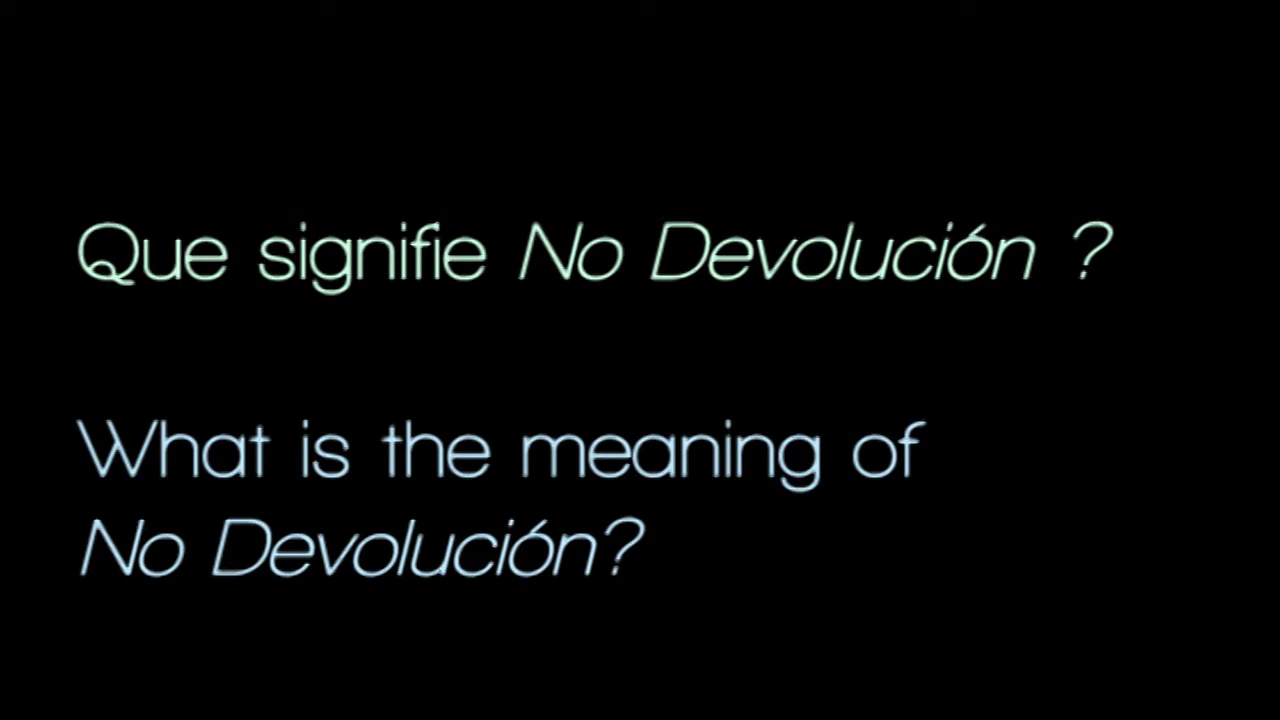 Que signifie No Devolución ?
What is the meaning of
No Devolución?